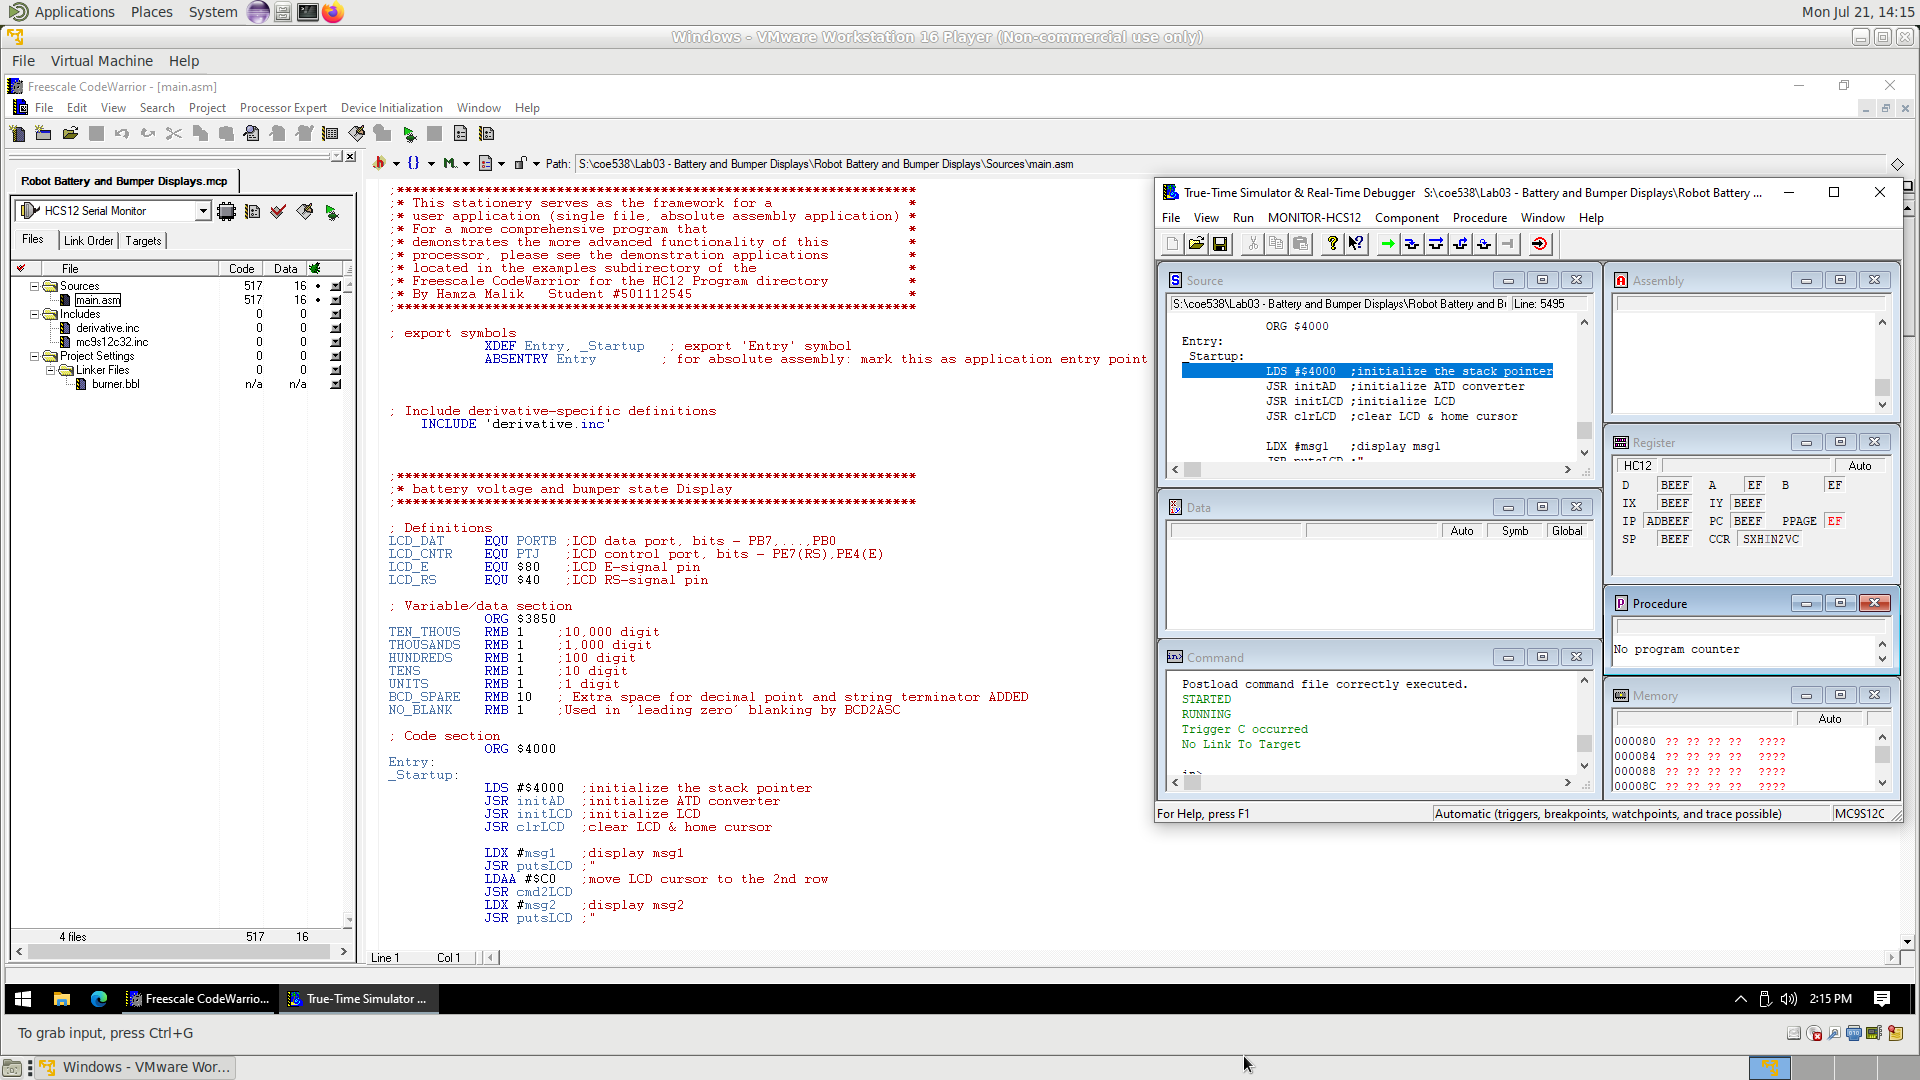 Applications Places System
Mon Jul 21, 14:15
Windows - VMware Workstation 16 Player (Non-commercial use only)
File Virtual Machine Help
Freescale CodeWarrior - [main.asm]
File Edit View Search Project Processor Expert Device Initialization Window Help
Path: S:\coe538\Lab03 - Battery and Bumper Displays\Robot Battery and Bumper Displays\Sources\main.asm
Robot Battery and Bumper Displays.mcp
HCS12 Serial Monitor
Files Link Order Targets
File Code Data
Sources 517 16
main.asm 517 16
Includes 0 0
derivative.inc 0 0
mc9s12c32.inc 0 0
Project Settings 0 0
Linker Files 0 0
burner.bbl n/a n/a
4 files 517 16
;*****************************************************************
;* This stationery serves as the framework for a *
;* user application (single file, absolute assembly application) *
;* For a more comprehensive program that *
;* demonstrates the more advanced functionality of this *
;* processor, please see the demonstration applications *
;* located in the examples subdirectory of the *
;* Freescale CodeWarrior for the HC12 Program directory *
;* By Hamza Malik Student #501112545 *
;*****************************************************************
; export symbols
XDEF Entry, _Startup ; export 'Entry' symbol
ABSENTRY Entry ; for absolute assembly: mark this as application entry point
; Include derivative-specific definitions
INCLUDE 'derivative.inc'
;*****************************************************************
;* battery voltage and bumper state Display
;*****************************************************************
; Definitions
LCD_DAT EQU PORTB ;LCD data port, bits - PB7,...,PB0
LCD_CNTR EQU PTJ ;LCD control port, bits - PE7(RS),PE4(E)
LCD_E EQU $80 ;LCD E-signal pin
LCD_RS EQU $40 ;LCD RS-signal pin
; Variable/data section
ORG $3850
TEN_THOUS RMB 1 ;10,000 digit
THOUSANDS RMB 1 ;1,000 digit
HUNDREDS RMB 1 ;100 digit
TENS RMB 1 ;10 digit
UNITS RMB 1 ;1 digit
BCD_SPARE RMB 10 ; Extra space for decimal point and string terminator ADDED
NO_BLANK RMB 1 ;Used in ´leading zero´ blanking by BCD2ASC
; Code section
ORG $4000
Entry:
_Startup:
LDS #$4000 ;initialize the stack pointer
JSR initAD ;initialize ATD converter
JSR initLCD ;initialize LCD
JSR clrLCD ;clear LCD & home cursor
LDX #msg1 ;display msg1
JSR putsLCD ;"
LDAA #$C0 ;move LCD cursor to the 2nd row
JSR cmd2LCD
LDX #msg2 ;display msg2
JSR putsLCD ;"
Line 1 Col 1
True-Time Simulator & Real-Time Debugger S:\coe538\Lab03 - Battery and Bumper Displays\Robot Battery ...
File View Run MONITOR-HCS12 Component Procedure Window Help
Source
S:\coe538\Lab03 - Battery and Bumper Displays\Robot Battery and Bu Line: 5495
ORG $4000
Entry:
_Startup:
LDS #$4000 ;initialize the stack pointer
JSR initAD ;initialize ATD converter
JSR initLCD ;initialize LCD
JSR clrLCD ;clear LCD & home cursor
LDX #msg1 ;display msg1
JSR putsLCD ;"
Assembly
Register
HC12 Auto
D BEEF A EF B EF
IX BEEF IY BEEF
IP ADBEEF PC BEEF PPAGE EF
SP BEEF CCR SXHINZVC
Data
Auto Symb Global
Procedure
No program counter
Command
Postload command file correctly executed.
STARTED
RUNNING
Trigger C occurred
No Link To Target
in>
Memory
Auto
000080 ?? ?? ?? ?? ????
000084 ?? ?? ?? ?? ????
000088 ?? ?? ?? ?? ????
00008C ?? ?? ?? ?? ????
For Help, press F1
Automatic (triggers, breakpoints, watchpoints, and trace possible)
MC9S12C
Freescale CodeWarrio...
True-Time Simulator ...
2:15 PM
To grab input, press Ctrl+G
Windows - VMware Wor...